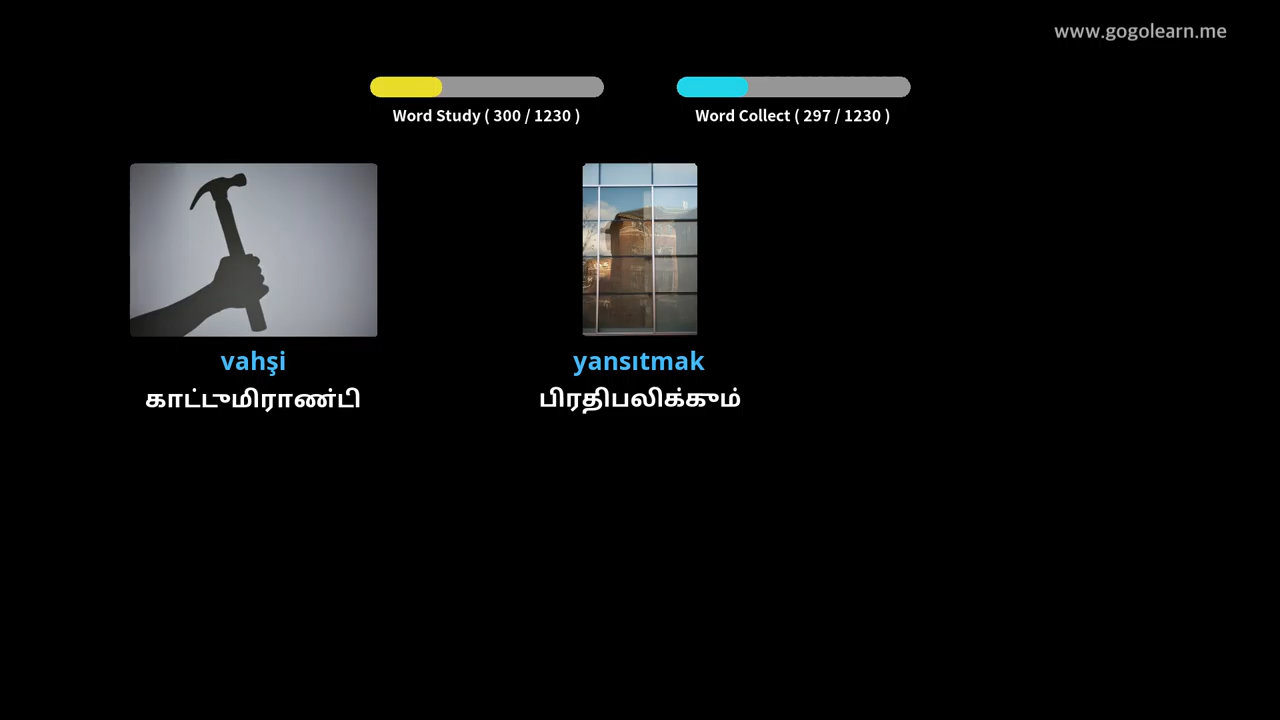 www.gogolearn.me
Word Study ( 300 / 1230 )
Word Collect ( 297 / 1230 )
vahşi
yansıtmak
காட்டுமிராண்டி
பிரதிபலிக்கும்